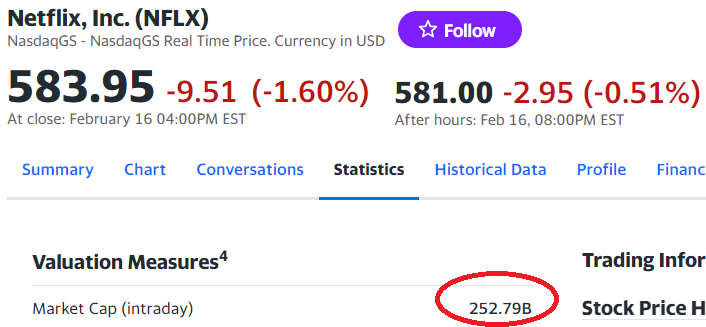 Netflix, Inc. (NFLX)
NasdaqGS - NasdaqGS Real Time Price. Currency in USD
Follow
583.95 -9.51 (-1.60%)
At close: February 16 04:00PM EST
581.00 -2.95 (-0.51%)
After hours: Feb 16, 08:00PM EST
Summary Chart Conversations Statistics Historical Data Profile Financ
Valuation Measures4
Trading Infor
Market Cap (intraday) 252.79B
Stock Price H